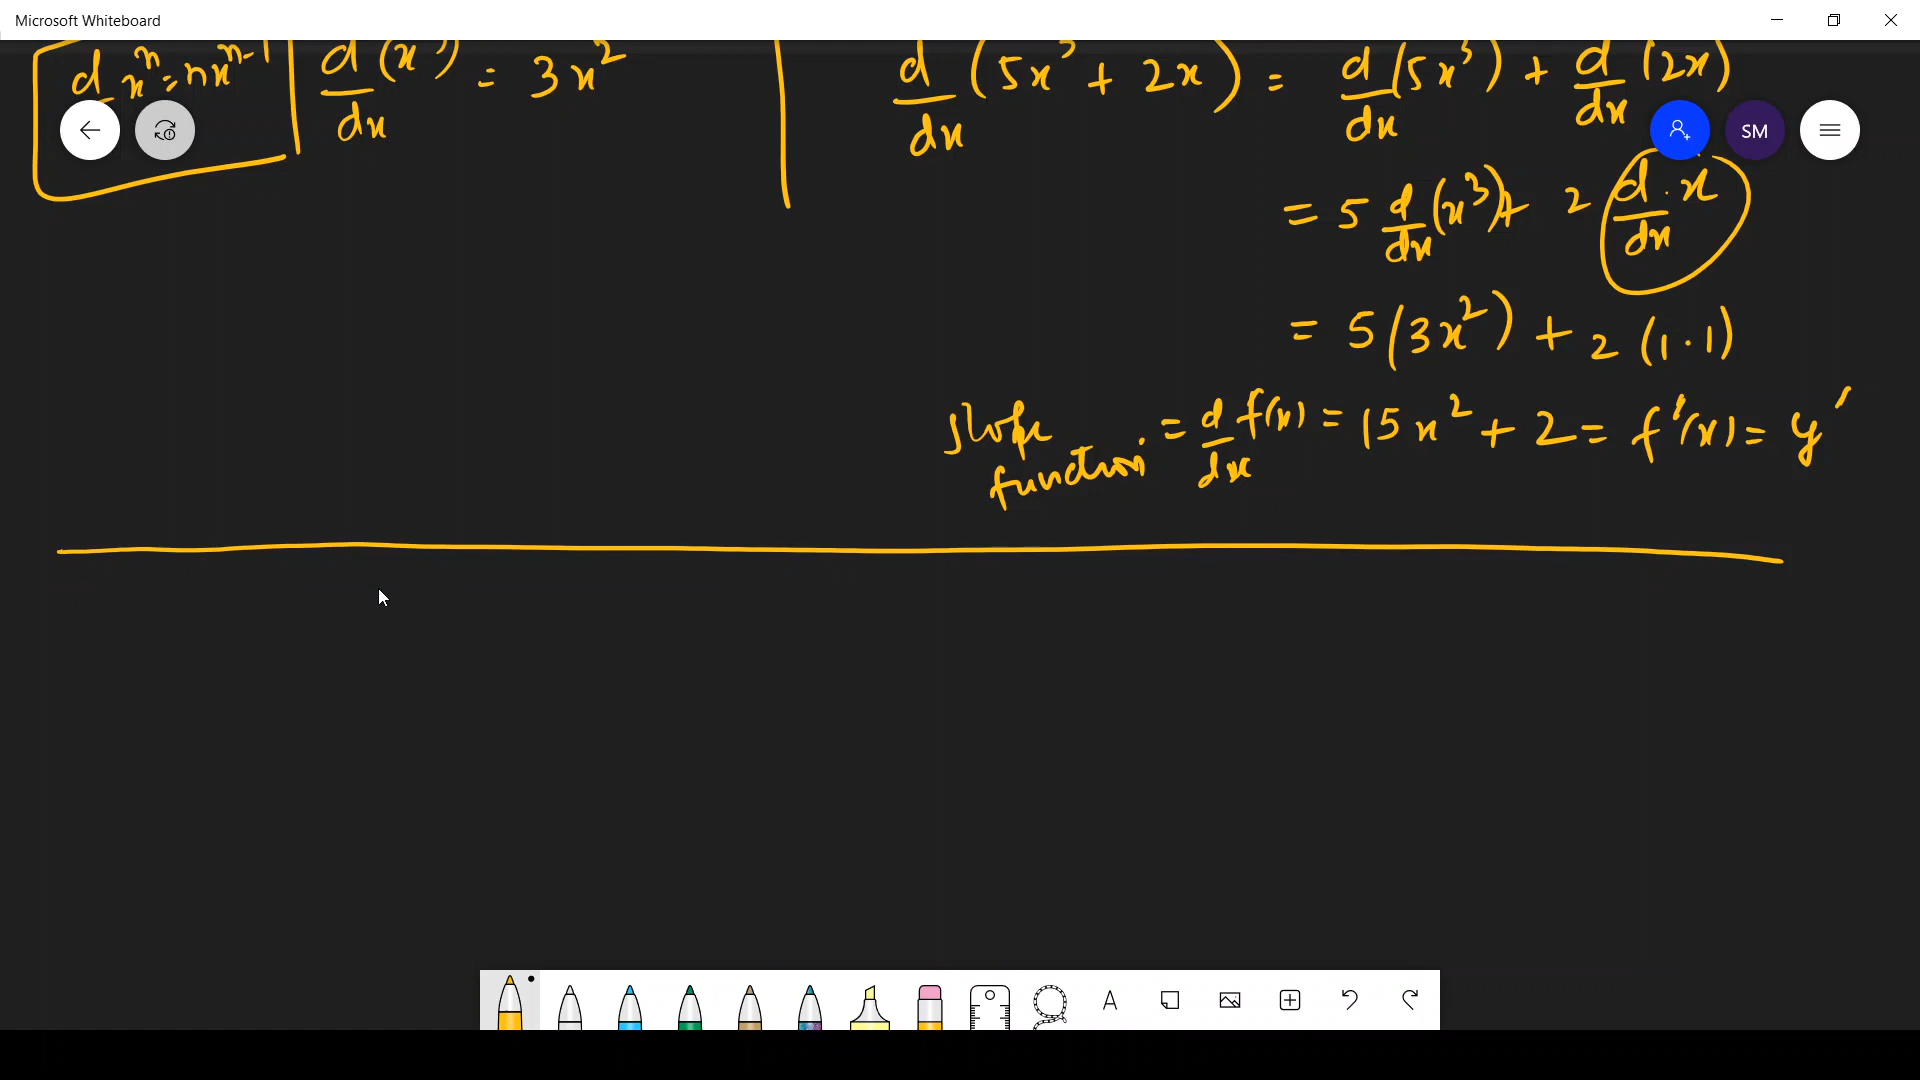 Microsoft Whiteboard
d x^n = nx^(n-1)
d/dx (x^3) = 3x^2
d/dx (5x^3 + 2x) = d/dx (5x^3) + d/dx (2x)
= 5 d/dx (x^3) + 2 d/dx . x
= 5(3x^2) + 2(1·1)
slope function = d/dx f(x) = 15x^2 + 2 = f'(x) = y'
SM